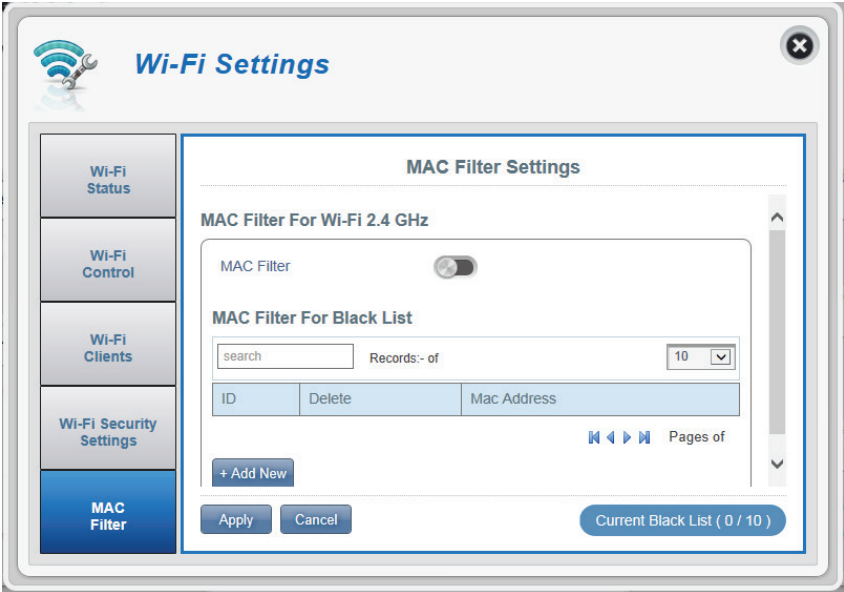 Wi-Fi Settings
Wi-Fi
Status
Wi-Fi
Control
Wi-Fi
Clients
Wi-Fi Security
Settings
MAC
Filter
MAC Filter Settings
MAC Filter For Wi-Fi 2.4 GHz
MAC Filter
MAC Filter For Black List
search Records:- of 10
ID Delete Mac Address
Pages of
+ Add New
Apply Cancel Current Black List ( 0 / 10 )